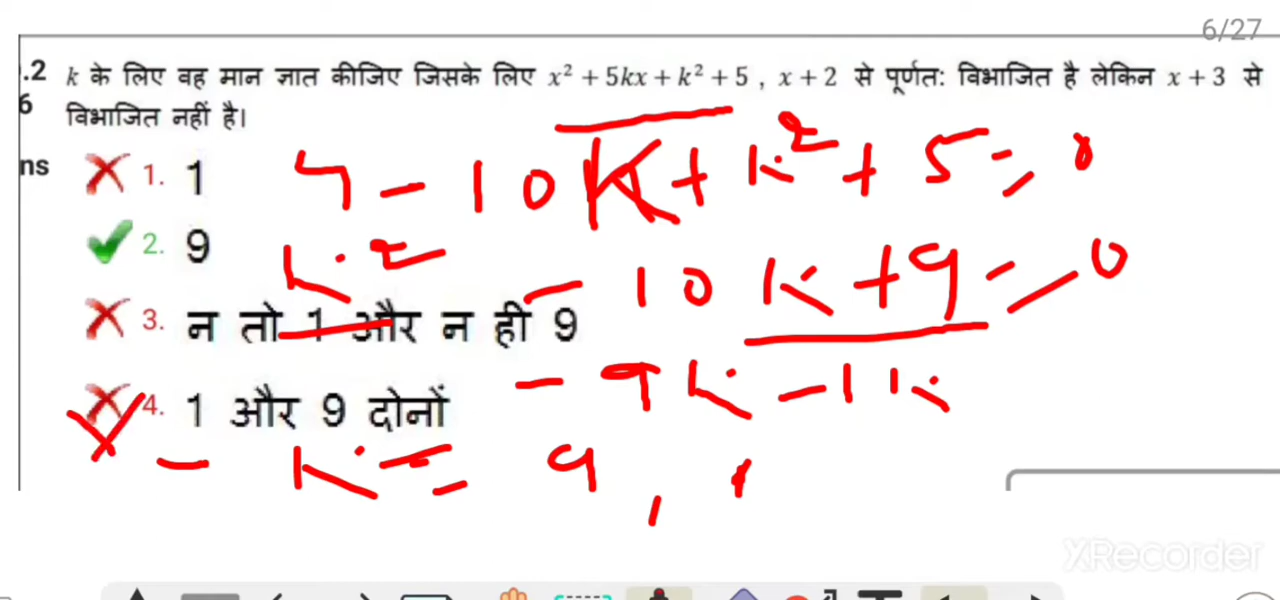 6/27
.2 k के लिए वह मान ज्ञात कीजिए जिसके लिए x² + 5kx + k² + 5 , x + 2 से पूर्णत: विभाजित है लेकिन x + 3 से
6 विभाजित नहीं है।
ns
1. 1
4 - 10K + k² + 5 = 0
2. 9
k² - 10k + 9 = 0
3. न तो 1 और न ही 9
- 9k - 1k
4. 1 और 9 दोनों
- k = 9, 1
XRecorder